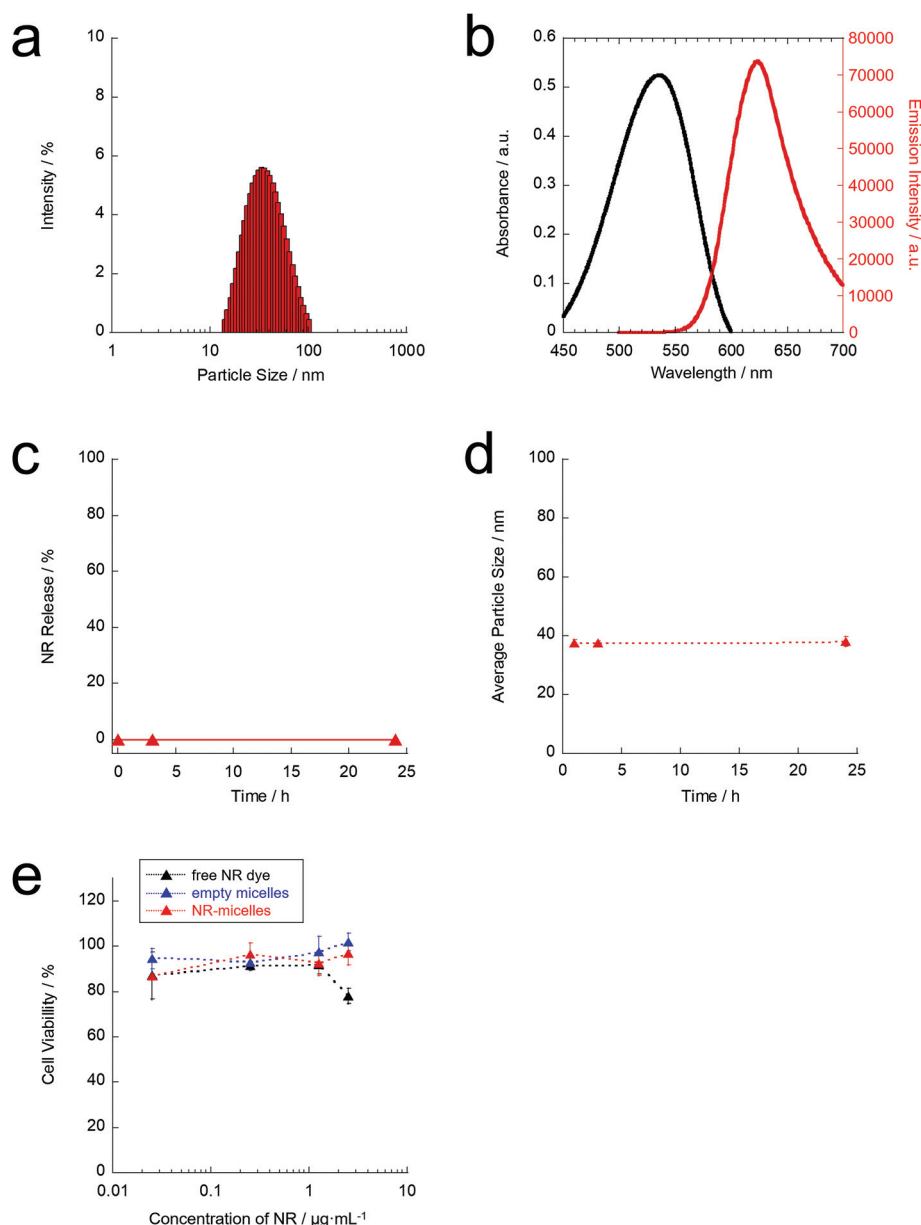 a
10
8
6
4
2
0
Intensity / %
1 10 100 1000
Particle Size / nm
b
0.6
0.5
0.4
0.3
0.2
0.1
0
Absorbance / a.u.
80000
70000
60000
50000
40000
30000
20000
10000
0
Emission Intensity / a.u.
450 500 550 600 650 700
Wavelength / nm
c
100
80
60
40
20
0
NR Release / %
0 5 10 15 20 25
Time / h
d
100
80
60
40
20
0
Average Particle Size / nm
0 5 10 15 20 25
Time / h
e
free NR dye
empty micelles
NR-micelles
120
100
80
60
40
20
0
Cell Viabillity / %
0.01 0.1 1 10
Concentration of NR / µg·mL⁻¹